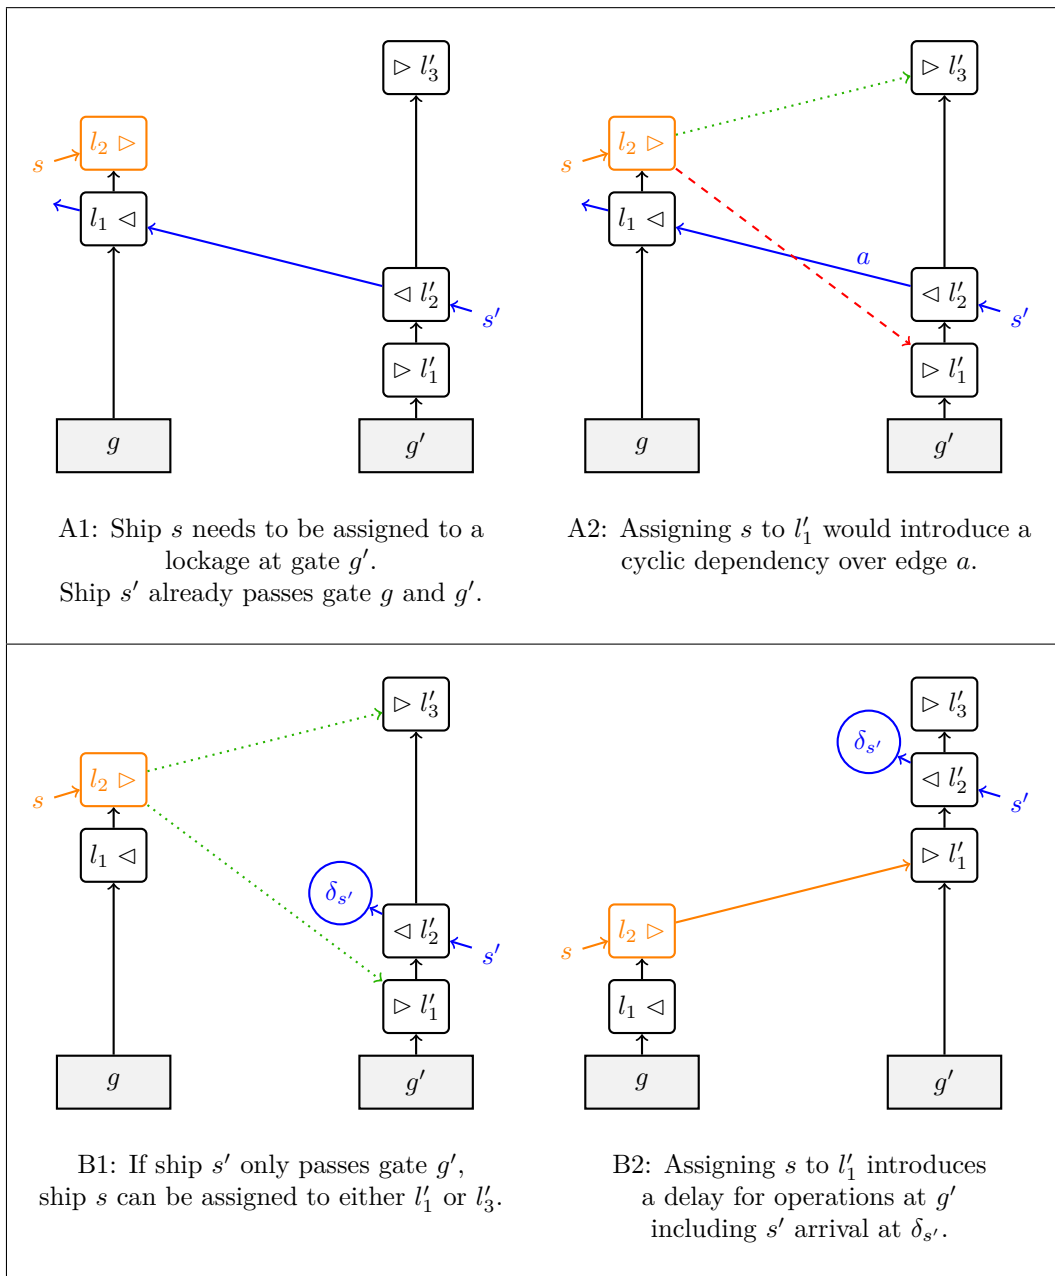 ▷ l′₃
l₂ ▷
s
l₁ ◁
◁ l′₂
s′
▷ l′₁
g
g′
A1: Ship s needs to be assigned to a
lockage at gate g′.
Ship s′ already passes gate g and g′.
▷ l′₃
l₂ ▷
s
l₁ ◁
a
◁ l′₂
s′
▷ l′₁
g
g′
A2: Assigning s to l′₁ would introduce a
cyclic dependency over edge a.
▷ l′₃
l₂ ▷
s
l₁ ◁
δₛ′
◁ l′₂
s′
▷ l′₁
g
g′
B1: If ship s′ only passes gate g′,
ship s can be assigned to either l′₁ or l′₃.
▷ l′₃
δₛ′
◁ l′₂
s′
▷ l′₁
l₂ ▷
s
l₁ ◁
g
g′
B2: Assigning s to l′₁ introduces
a delay for operations at g′
including s′ arrival at δₛ′.